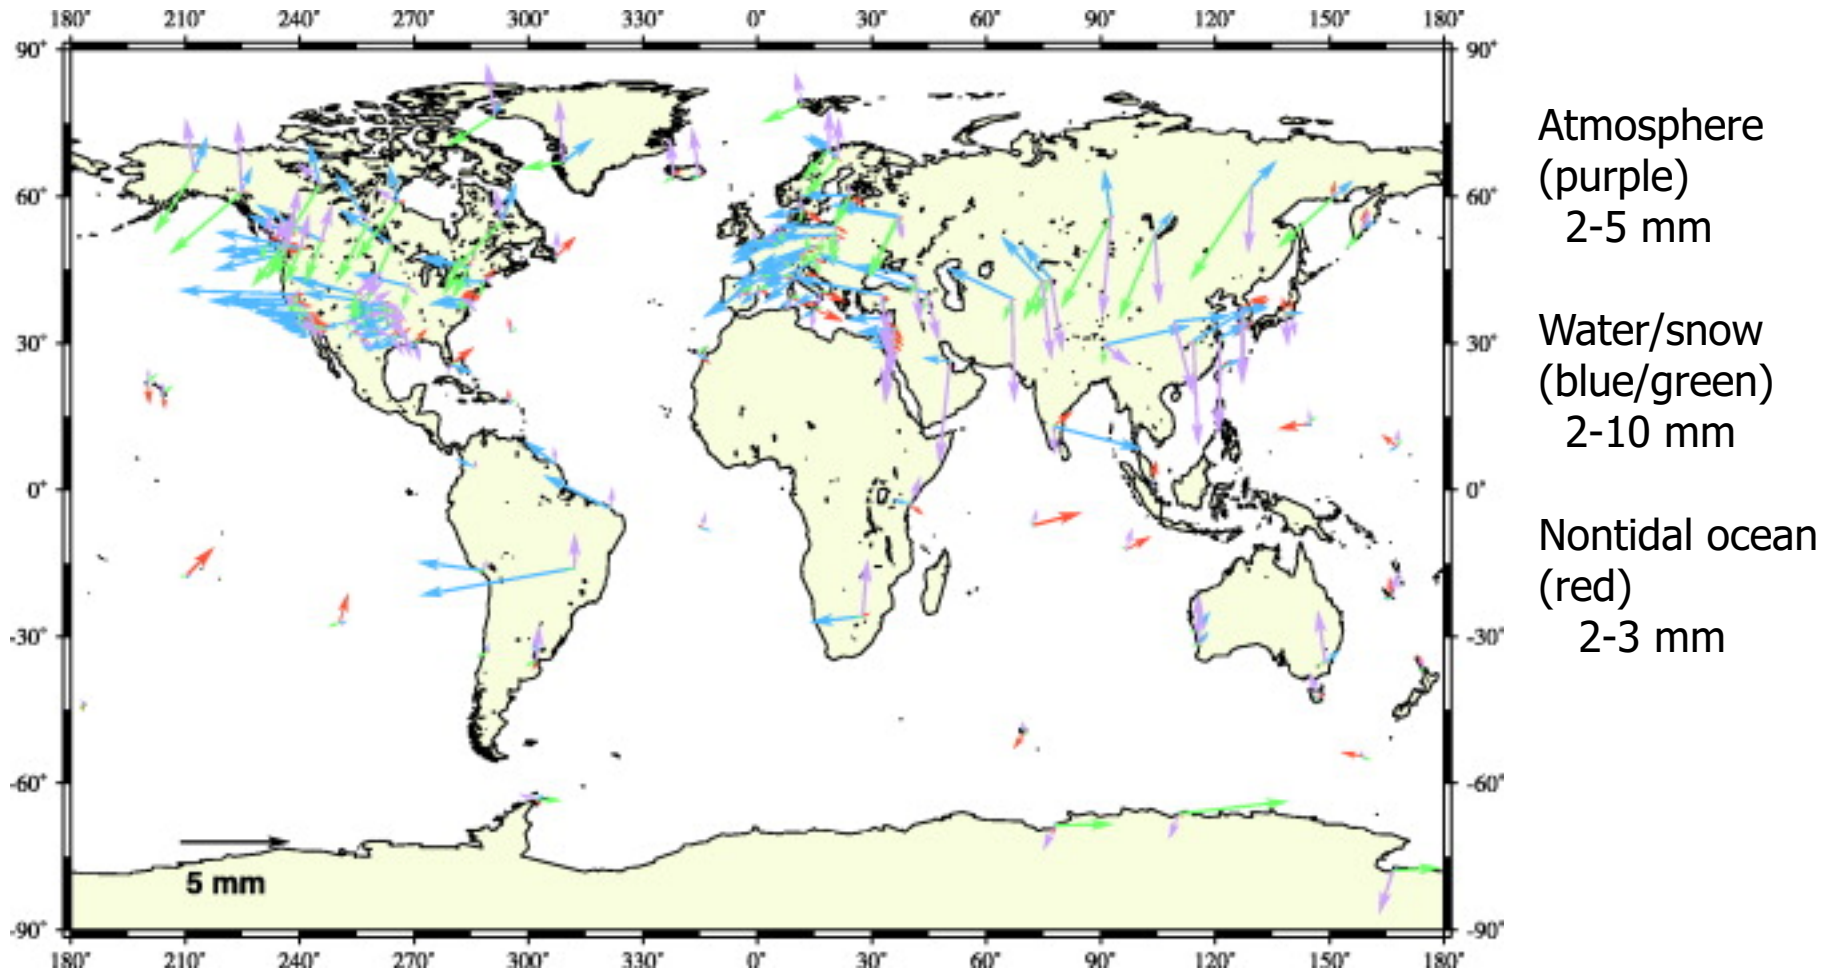 180˚ 210˚ 240˚ 270˚ 300˚ 330˚ 0˚ 30˚ 60˚ 90˚ 120˚ 150˚ 180˚
90˚ 90˚
60˚ 60˚
30˚ 30˚
0˚ 0˚
-30˚ -30˚
-60˚ -60˚
-90˚ -90˚
5 mm
180˚ 210˚ 240˚ 270˚ 300˚ 330˚ 0˚ 30˚ 60˚ 90˚ 120˚ 150˚ 180˚
Atmosphere
(purple)
2-5 mm
Water/snow
(blue/green)
2-10 mm
Nontidal ocean
(red)
2-3 mm